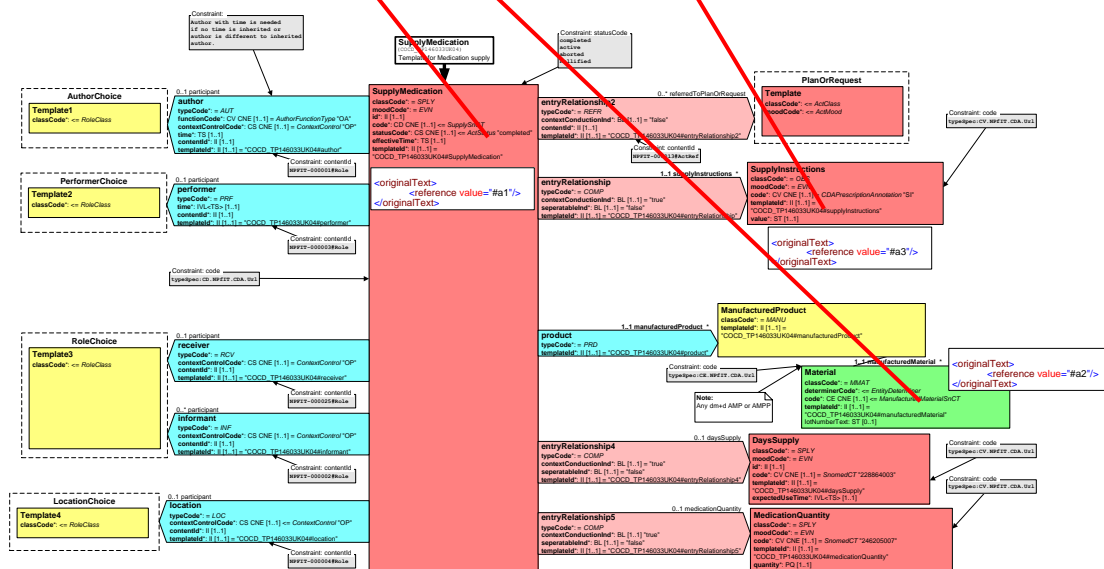 Constraint:
Author with time is needed
if no time is inherited or
author is different to inherited
author.
SupplyMedication
(COCD_TP146033UK04)
Template for Medication supply
Constraint: statusCode
completed
active
aborted
nullified
AuthorChoice
Template1
classCode*: <= RoleClass
0..1 participant
author
typeCode*: = AUT
functionCode*: CV CNE [1..1] = AuthorFunctionType "OA"
contextControlCode*: CS CNE [1..1] = ContextControl "OP"
time*: TS [1..1]
contentId*: II [1..1]
templateId*: II [1..1] = "COCD_TP146033UK04#author"
Constraint: contentId
NPFIT-000001#Role
SupplyMedication
classCode*: = SPLY
moodCode*: = EVN
id*: II [1..1]
code*: CD CNE [1..1] <=
statusCode*: CS CNE [1..1] = "completed"
effectiveTime*: TS [1..1]
templateId*: II [1..1] =
"COCD_TP146033UK04#SupplyMedication"
<originalText>
<reference value="#a1"/>
</originalText>
0..* referredToPlanOrRequest
entryRelationship2
typeCode*: = REFR
contextConductionInd*: BL [1..1] = "false"
contentId*: II [1..1]
templateId*: II [1..1] = "COCD_TP146033UK04#entryRelationship2"
Constraint: contentId
NPFIT-000013#ActRef
PlanOrRequest
Template
classCode*: <= ActClass
moodCode*: <= ActMood
Constraint: code
typeSpec:CV.NPFIT.CDA.Url
PerformerChoice
Template2
classCode*: <= RoleClass
0..1 participant
performer
typeCode*: = PRF
time*: IVL<TS> [1..1]
contentId*: II [1..1]
templateId*: II [1..1] = "COCD_TP146033UK04#performer"
Constraint: contentId
NPFIT-000003#Role
1..1 supplyInstructions *
entryRelationship
typeCode*: = COMP
contextConductionInd*: BL [1..1] = "true"
seperatableInd*: BL [1..1] = "false"
templateId*: II [1..1] = "COCD_TP146033UK04#entryRelationship"
SupplyInstructions
classCode*: = OBS
moodCode*: = EVN
code*: CV CNE [1..1] = CDAPrescriptionAnnotation "SI"
templateId*: II [1..1] =
"COCD_TP146033UK04#supplyInstructions"
value*: ST [1..1]
<originalText>
<reference value="#a3"/>
</originalText>
Constraint: code
typeSpec:CD.NPFIT.CDA.Url
RoleChoice
Template3
classCode*: <= RoleClass
0..1 participant
receiver
typeCode*: = RCV
contextControlCode*: CS CNE [1..1] = ContextControl "OP"
contentId*: II [1..1]
templateId*: II [1..1] = "COCD_TP146033UK04#receiver"
Constraint: contentId
NPFIT-000025#Role
1..1 manufacturedProduct *
product
typeCode*: = PRD
templateId*: II [1..1] = "COCD_TP146033UK04#product"
ManufacturedProduct
classCode*: = MANU
templateId*: II [1..1] =
"COCD_TP146033UK04#manufacturedProduct"
1..1 manufacturedMaterial *
Constraint: code
typeSpec:CE.NPFIT.CDA.Url
Note:
Any dm+d AMP or AMPP
Material
classCode*: = MMAT
determinerCode*: <= EntityDeterminer
code*: CE CNE [1..1] <= ManufacturedMaterialSnCT
templateId*: II [1..1] =
"COCD_TP146033UK04#manufacturedMaterial"
lotNumberText: ST [0..1]
<originalText>
<reference value="#a2"/>
</originalText>
0..* participant
informant
typeCode*: = INF
contextControlCode*: CS CNE [1..1] = ContextControl "OP"
contentId*: II [1..1]
templateId*: II [1..1] = "COCD_TP146033UK04#informant"
Constraint: contentId
NPFIT-000002#Role
0..1 daysSupply
entryRelationship4
typeCode*: = COMP
contextConductionInd*: BL [1..1] = "true"
seperatableInd*: BL [1..1] = "false"
templateId*: II [1..1] = "COCD_TP146033UK04#entryRelationship4"
DaysSupply
classCode*: = SPLY
moodCode*: = EVN
id*: II [1..1]
code*: CV CNE [1..1] = SnomedCT "228864003"
templateId*: II [1..1] =
"COCD_TP146033UK04#daysSupply"
expectedUseTime*: IVL<TS> [1..1]
Constraint: code
typeSpec:CV.NPFIT.CDA.Url
Constraint: code
typeSpec:CV.NPFIT.CDA.Url
LocationChoice
Template4
classCode*: <= RoleClass
0..1 participant
location
typeCode*: = LOC
contextControlCode*: CS CNE [1..1] <= ContextControl "OP"
contentId*: II [1..1]
templateId*: II [1..1] = "COCD_TP146033UK04#location"
Constraint: contentId
NPFIT-000004#Role
0..1 medicationQuantity
entryRelationship5
typeCode*: = COMP
contextConductionInd*: BL [1..1] "true"
seperatableInd*: BL [1..1] = "false"
templateId*: II [1..1] = "COCD_TP146033UK04#entryRelationship5"
MedicationQuantity
classCode*: = SPLY
moodCode*: = EVN
code*: CV CNE [1..1] = SnomedCT "246205007"
templateId*: II [1..1] =
"COCD_TP146033UK04#medicationQuantity"
quantity*: PQ [1..1]